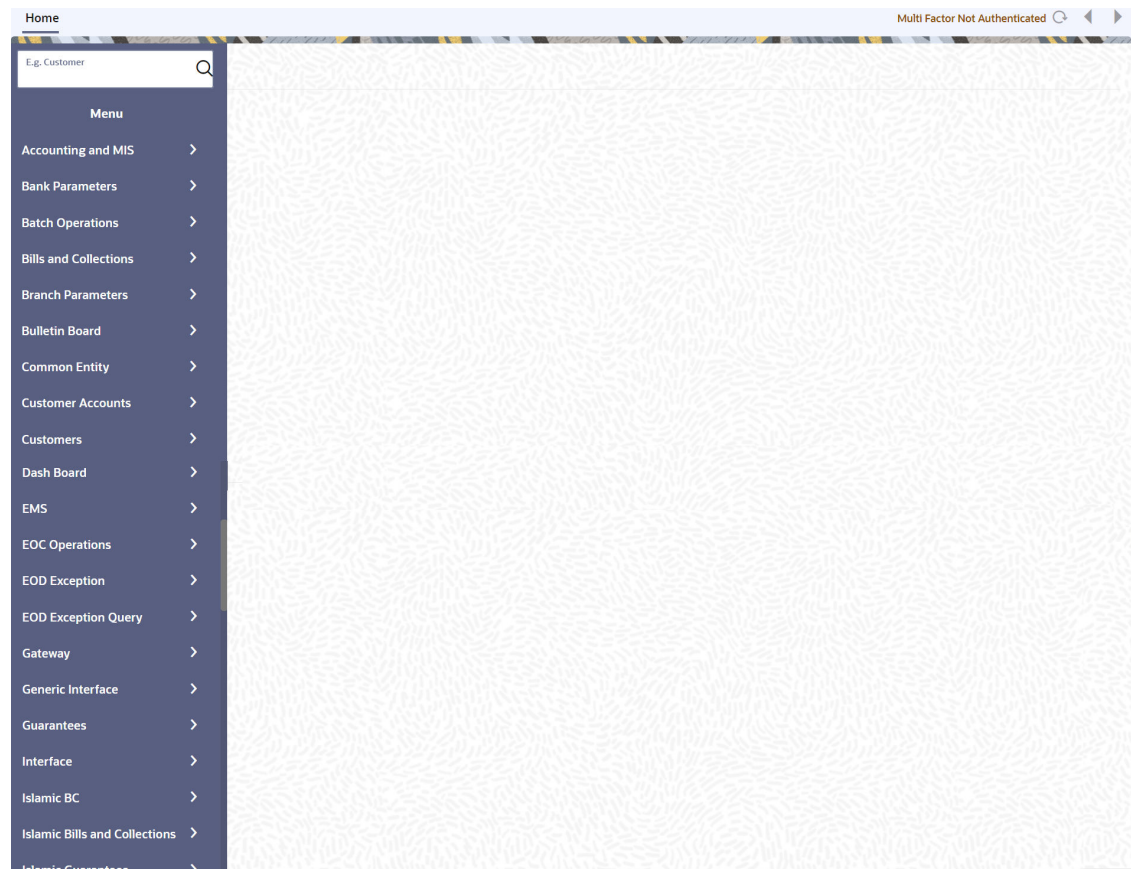 Home
Multi Factor Not Authenticated
E.g. Customer
Menu
Accounting and MIS
Bank Parameters
Batch Operations
Bills and Collections
Branch Parameters
Bulletin Board
Common Entity
Customer Accounts
Customers
Dash Board
EMS
EOC Operations
EOD Exception
EOD Exception Query
Gateway
Generic Interface
Guarantees
Interface
Islamic BC
Islamic Bills and Collections
Islamic Guarantees